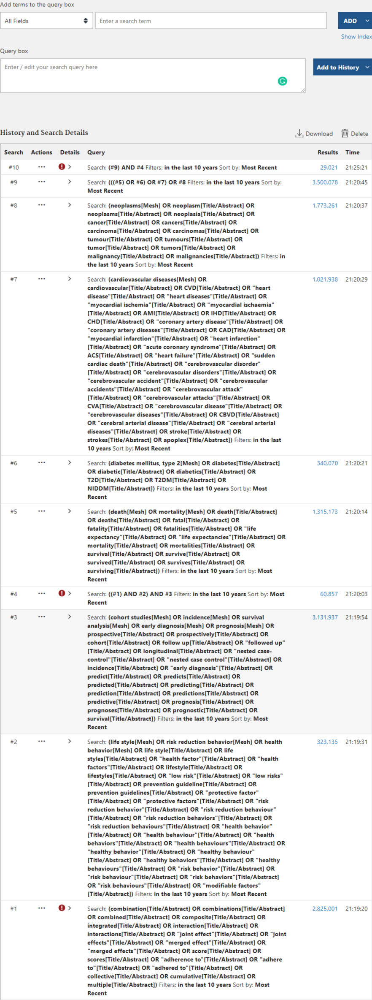 Add terms to the query box
All Fields
Enter a search term
ADD
Show Index
Query box
Enter / edit your search query here
Add to History
History and Search Details
Download
Delete
Search Actions Details Query Results Time
#10 Search: (#9) AND #4 Filters: in the last 10 years Sort by: Most Recent 29,021 21:25:21
#9 Search: (((#5) OR #6) OR #7) OR #8 Filters: in the last 10 years Sort by: 3,500,078 21:20:45
Most Recent
#8 Search: (neoplasms[Mesh] OR neoplasm[Title/Abstract] OR 1,773,261 21:20:37
neoplasms[Title/Abstract] OR neoplasia[Title/Abstract] OR
cancer[Title/Abstract] OR cancers[Title/Abstract] OR
carcinoma[Title/Abstract] OR carcinomas[Title/Abstract] OR
tumour[Title/Abstract] OR tumours[Title/Abstract] OR
tumor[Title/Abstract] OR tumors[Title/Abstract] OR
malignancy[Title/Abstract] OR malignancies[Title/Abstract]) Filters: in
the last 10 years Sort by: Most Recent
#7 Search: (cardiovascular diseases[Mesh] OR 1,021,938 21:20:29
cardiovascular[Title/Abstract] OR CVD[Title/Abstract] OR "heart
disease"[Title/Abstract] OR "heart diseases"[Title/Abstract] OR
"myocardial ischemia"[Title/Abstract] OR "myocardial ischaemia"
[Title/Abstract] OR AMI[Title/Abstract] OR IHD[Title/Abstract] OR
CHD[Title/Abstract] OR "coronary artery disease"[Title/Abstract] OR
"coronary artery diseases"[Title/Abstract] OR CAD[Title/Abstract] OR
"myocardial infarction"[Title/Abstract] OR "heart infarction"
[Title/Abstract] OR "acute coronary syndrome"[Title/Abstract] OR
ACS[Title/Abstract] OR "heart failure"[Title/Abstract] OR "sudden
cardiac death"[Title/Abstract] OR "cerebrovascular disorder"
[Title/Abstract] OR "cerebrovascular disorders"[Title/Abstract] OR
"cerebrovascular accident"[Title/Abstract] OR "cerebrovascular
accidents"[Title/Abstract] OR "cerebrovascular attack"
[Title/Abstract] OR "cerebrovascular attacks"[Title/Abstract] OR
CVA[Title/Abstract] OR "cerebrovascular disease"[Title/Abstract] OR
"cerebrovascular diseases"[Title/Abstract] OR CBVD[Title/Abstract]
OR "cerebral arterial disease"[Title/Abstract] OR "cerebral arterial
diseases"[Title/Abstract] OR stroke[Title/Abstract] OR
strokes[Title/Abstract] OR apoplex[Title/Abstract]) Filters: in the last
10 years Sort by: Most Recent
#6 Search: (diabetes mellitus, type 2[Mesh] OR diabetes[Title/Abstract] 340,070 21:20:21
OR diabetic[Title/Abstract] OR diabetics[Title/Abstract] OR
T2D[Title/Abstract] OR T2DM[Title/Abstract] OR
NIDDM[Title/Abstract]) Filters: in the last 10 years Sort by: Most
Recent
#5 Search: (death[Mesh] OR mortality[Mesh] OR death[Title/Abstract] 1,315,173 21:20:14
OR deaths[Title/Abstract] OR fatal[Title/Abstract] OR
fatality[Title/Abstract] OR fatalities[Title/Abstract] OR "life
expectancy"[Title/Abstract] OR "life expectancies"[Title/Abstract] OR
mortality[Title/Abstract] OR mortalities[Title/Abstract] OR
survival[Title/Abstract] OR survive[Title/Abstract] OR
survived[Title/Abstract] OR survives[Title/Abstract] OR
surviving[Title/Abstract]) Filters: in the last 10 years Sort by: Most
Recent
#4 Search: ((#1) AND #2) AND #3 Filters: in the last 10 years Sort by: Most 60,857 21:20:03
Recent
#3 Search: (cohort studies[Mesh] OR incidence[Mesh] OR survival 3,131,937 21:19:54
analysis[Mesh] OR early diagnosis[Mesh] OR prognosis[Mesh] OR
prospective[Title/Abstract] OR prospectively[Title/Abstract] OR
cohort[Title/Abstract] OR follow up[Title/Abstract] OR "followed up"
[Title/Abstract] OR longitudinal[Title/Abstract] OR "nested case-
control"[Title/Abstract] OR "nested case control"[Title/Abstract] OR
incidence[Title/Abstract] OR "early diagnosis"[Title/Abstract] OR
predict[Title/Abstract] OR predicts[Title/Abstract] OR
predicted[Title/Abstract] OR predicting[Title/Abstract] OR
prediction[Title/Abstract] OR predictions[Title/Abstract] OR
predictive[Title/Abstract] OR prognosis[Title/Abstract] OR
prognoses[Title/Abstract] OR prognostic[Title/Abstract] OR
survival[Title/Abstract]) Filters: in the last 10 years Sort by: Most
Recent
#2 Search: (life style[Mesh] OR risk reduction behavior[Mesh] OR health 323,135 21:19:31
behavior[Mesh] OR life style[Title/Abstract] OR life
styles[Title/Abstract] OR "health factor"[Title/Abstract] OR "health
factors"[Title/Abstract] OR lifestyle[Title/Abstract] OR
lifestyles[Title/Abstract] OR "low risk"[Title/Abstract] OR "low risks"
[Title/Abstract] OR prevention guideline[Title/Abstract] OR
prevention guidelines[Title/Abstract] OR "protective factor"
[Title/Abstract] OR "protective factors"[Title/Abstract] OR "risk
reduction behavior"[Title/Abstract] OR "risk reduction behaviour"
[Title/Abstract] OR "risk reduction behaviors"[Title/Abstract] OR
"risk reduction behaviours"[Title/Abstract] OR "health behavior"
[Title/Abstract] OR "health behaviour"[Title/Abstract] OR "health
behaviors"[Title/Abstract] OR "health behaviours"[Title/Abstract] OR
"healthy behavior"[Title/Abstract] OR "healthy behaviour"
[Title/Abstract] OR "healthy behaviors"[Title/Abstract] OR "healthy
behaviours"[Title/Abstract] OR "risk behavior"[Title/Abstract] OR
"risk behaviour"[Title/Abstract] OR "risk behaviors"[Title/Abstract]
OR "risk behaviours"[Title/Abstract] OR "modifiable factors"
[Title/Abstract]) Filters: in the last 10 years Sort by: Most Recent
#1 Search: (combination[Title/Abstract] OR combinations[Title/Abstract] 2,825,001 21:19:20
OR combined[Title/Abstract] OR composite[Title/Abstract] OR
integrated[Title/Abstract] OR interaction[Title/Abstract] OR
interactions[Title/Abstract] OR "joint effect"[Title/Abstract] OR "joint
effects"[Title/Abstract] OR "merged effect"[Title/Abstract] OR
"merged effects"[Title/Abstract] OR score[Title/Abstract] OR
scores[Title/Abstract] OR "adherence to"[Title/Abstract] OR "adhere
to"[Title/Abstract] OR "adhered to"[Title/Abstract] OR
collective[Title/Abstract] OR cumulative[Title/Abstract] OR
multiple[Title/Abstract]) Filters: in the last 10 years Sort by: Most
Recent